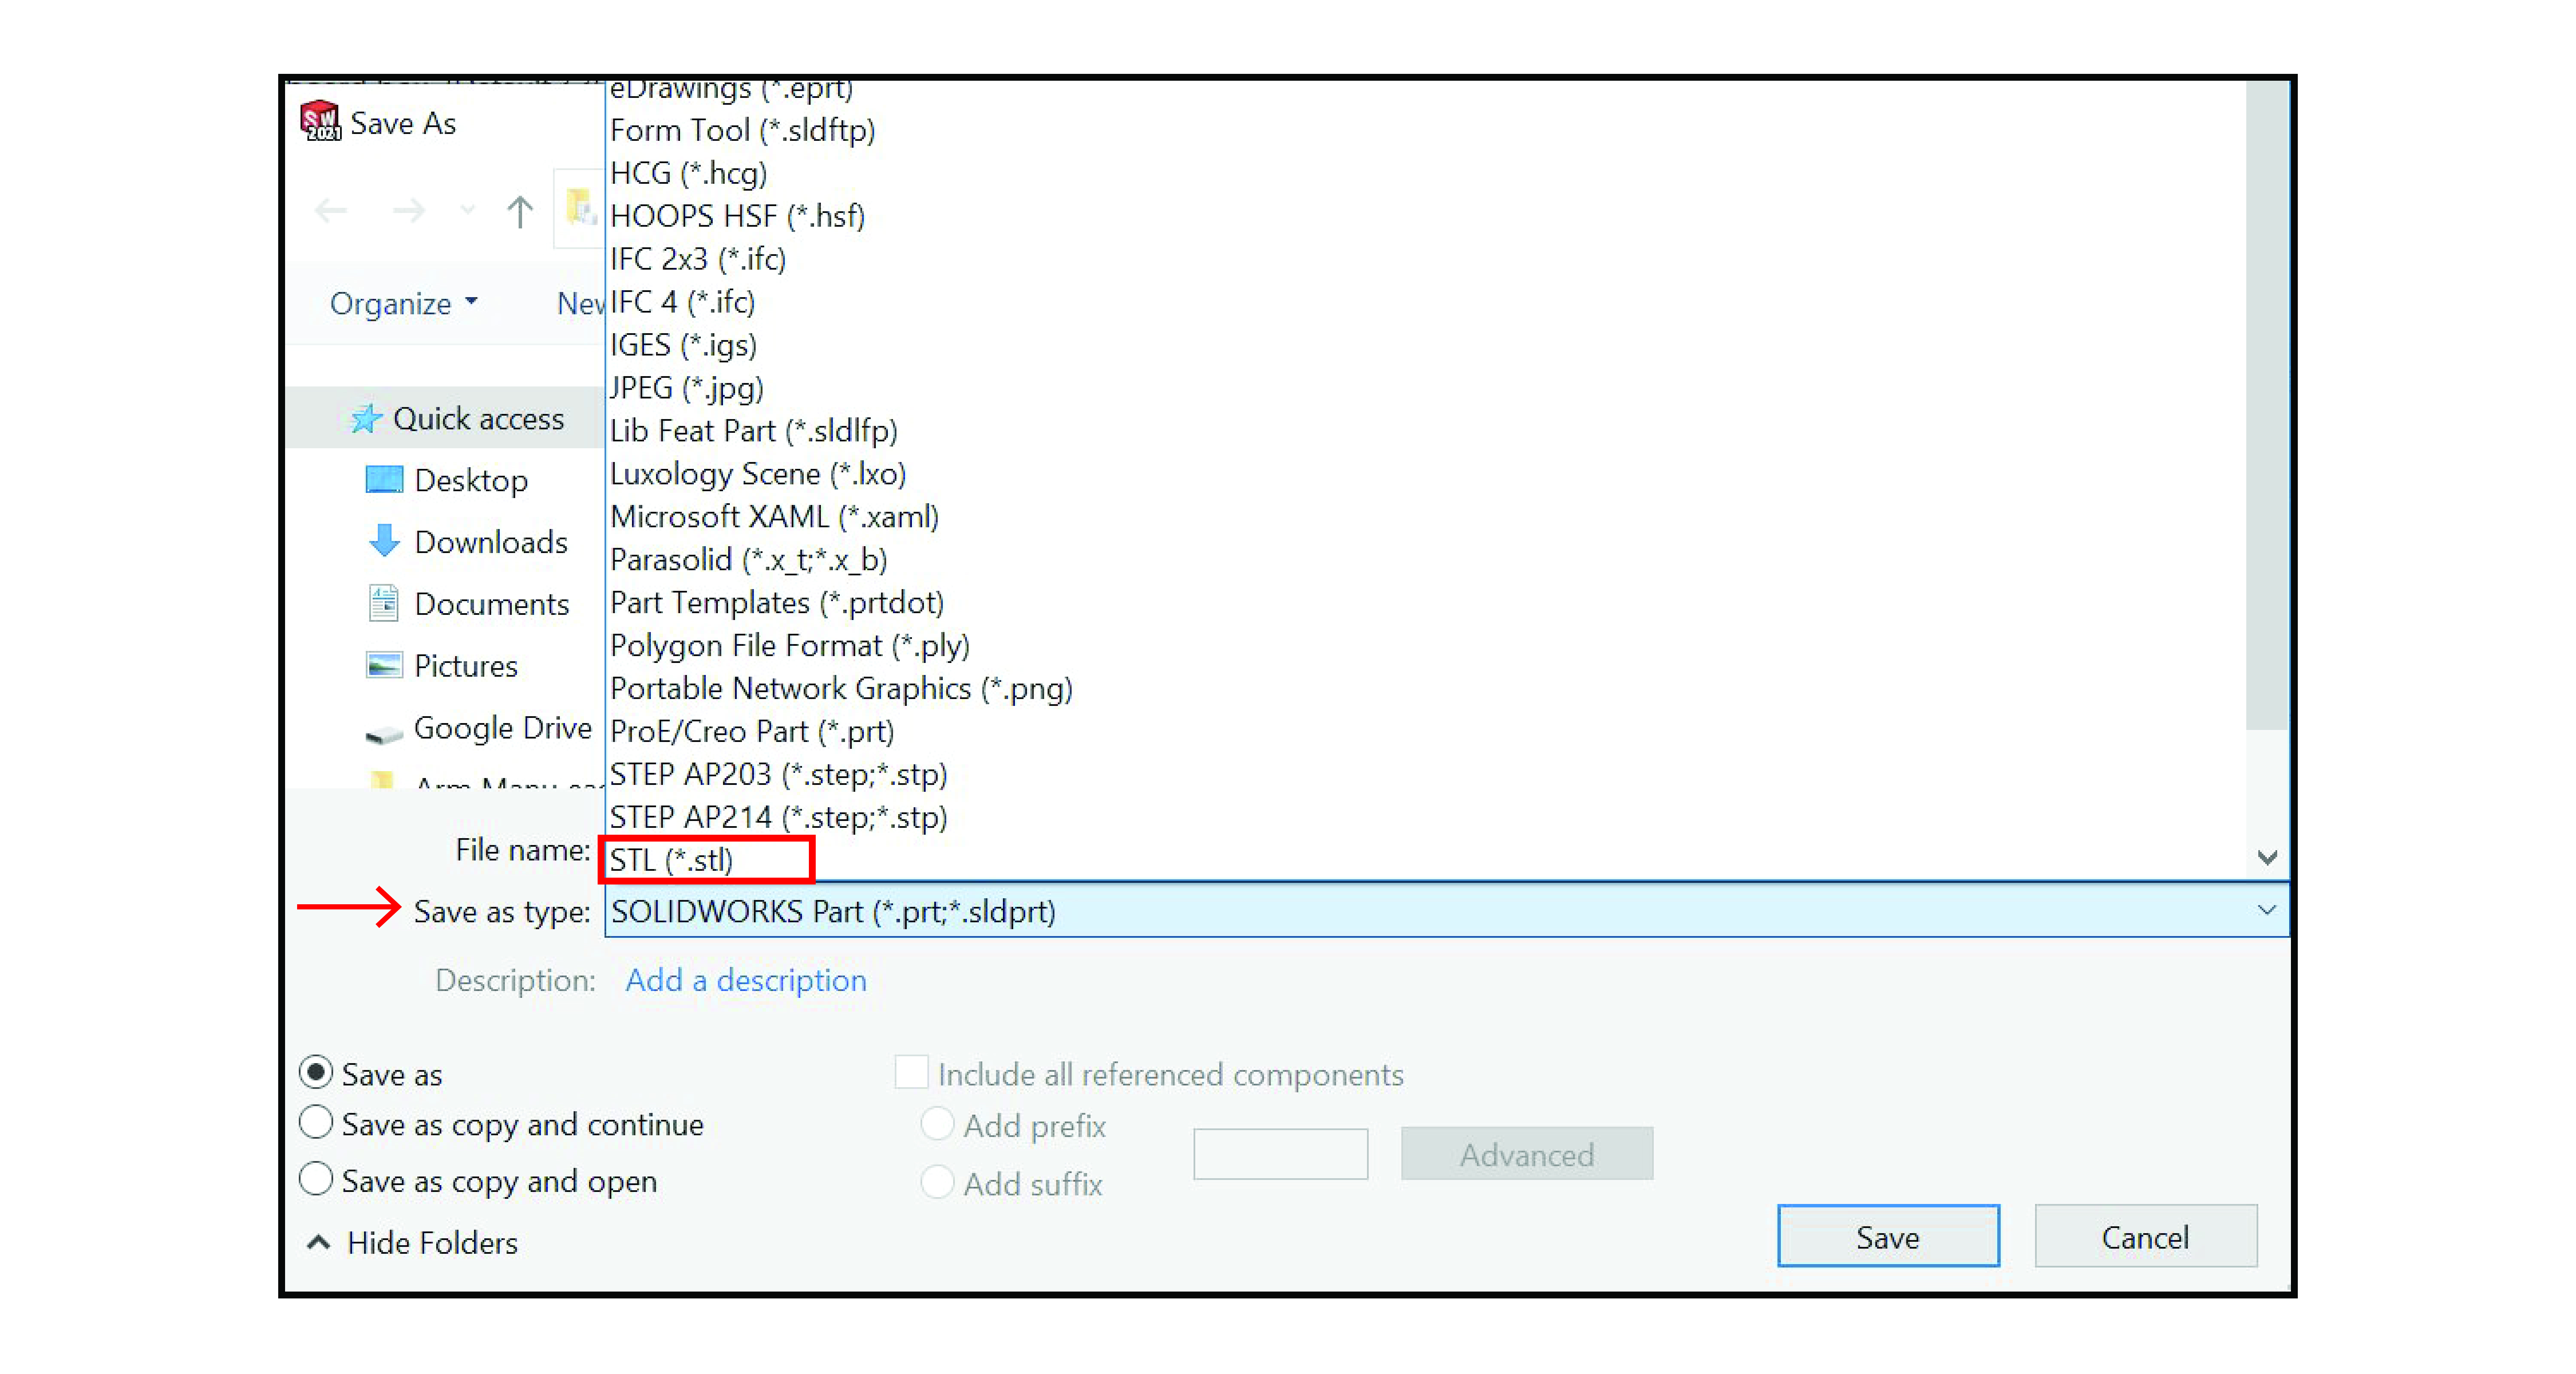 eDrawings (*.eprt)
SW
2021
Save As
Form Tool (*.sldftp)
HCG (*.hcg)
HOOPS HSF (*.hsf)
IFC 2x3 (*.ifc)
Organize
New
IFC 4 (*.ifc)
IGES (*.igs)
JPEG (*.jpg)
Quick access
Lib Feat Part (*.sldlfp)
Desktop
Luxology Scene (*.lxo)
Microsoft XAML (*.xaml)
Downloads
Parasolid (*.x_t;*.x_b)
Documents
Part Templates (*.prtdot)
Polygon File Format (*.ply)
Pictures
Portable Network Graphics (*.png)
Google Drive
ProE/Creo Part (*.prt)
STEP AP203 (*.step;*.stp)
STEP AP214 (*.step;*.stp)
File name:
STL (*.stl)
Save as type:
SOLIDWORKS Part (*.prt;*.sldprt)
Description:
Add a description
Save as
Include all referenced components
Save as copy and continue
Add prefix
Advanced
Save as copy and open
Add suffix
Hide Folders
Save
Cancel